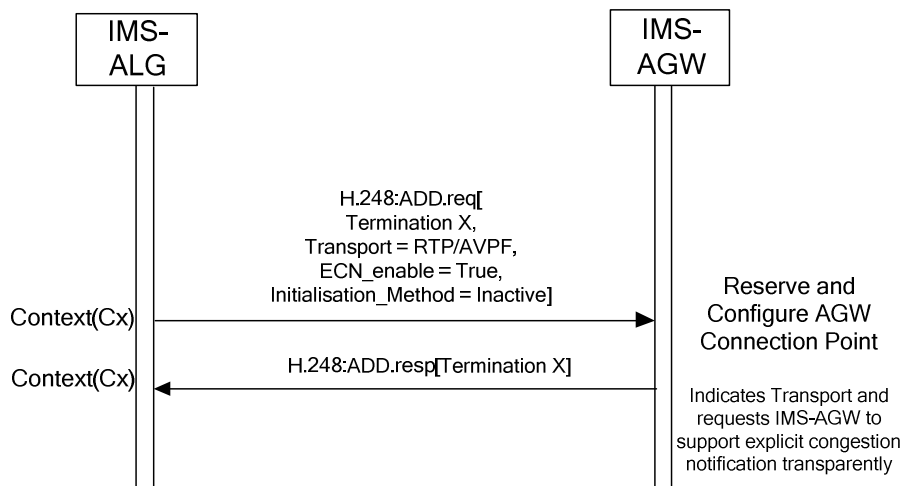 IMS-
ALG
IMS-
AGW
H.248:ADD.req[
Termination X,
Transport = RTP/AVPF,
ECN_enable = True,
Initialisation_Method = Inactive]
Context(Cx)
Reserve and
Configure AGW
Connection Point
H.248:ADD.resp[Termination X]
Context(Cx)
Indicates Transport and
requests IMS-AGW to
support explicit congestion
notification transparently